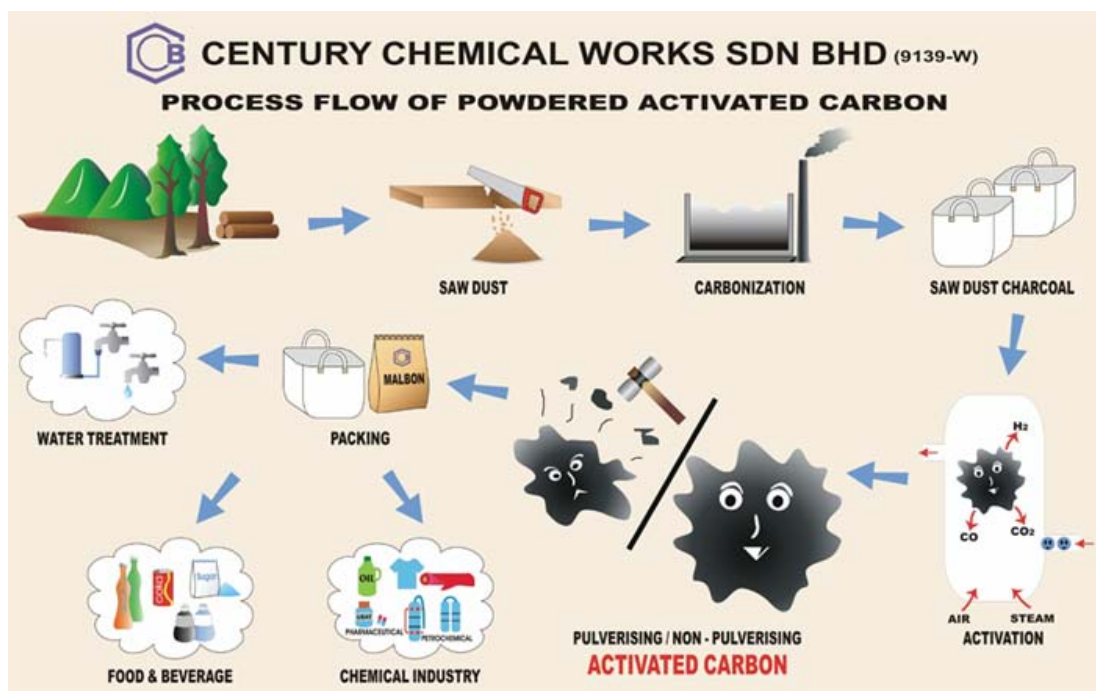 CB
CENTURY CHEMICAL WORKS SDN BHD (9139-W)
PROCESS FLOW OF POWDERED ACTIVATED CARBON
SAW DUST
CARBONIZATION
SAW DUST CHARCOAL
H2
CO
CO2
AIR
STEAM
ACTIVATION
PULVERISING / NON - PULVERISING
ACTIVATED CARBON
MALBON
PACKING
WATER TREATMENT
Sugar
FOOD & BEVERAGE
OIL
PHARMACEUTICAL
PETROCHEMICAL
CHEMICAL INDUSTRY